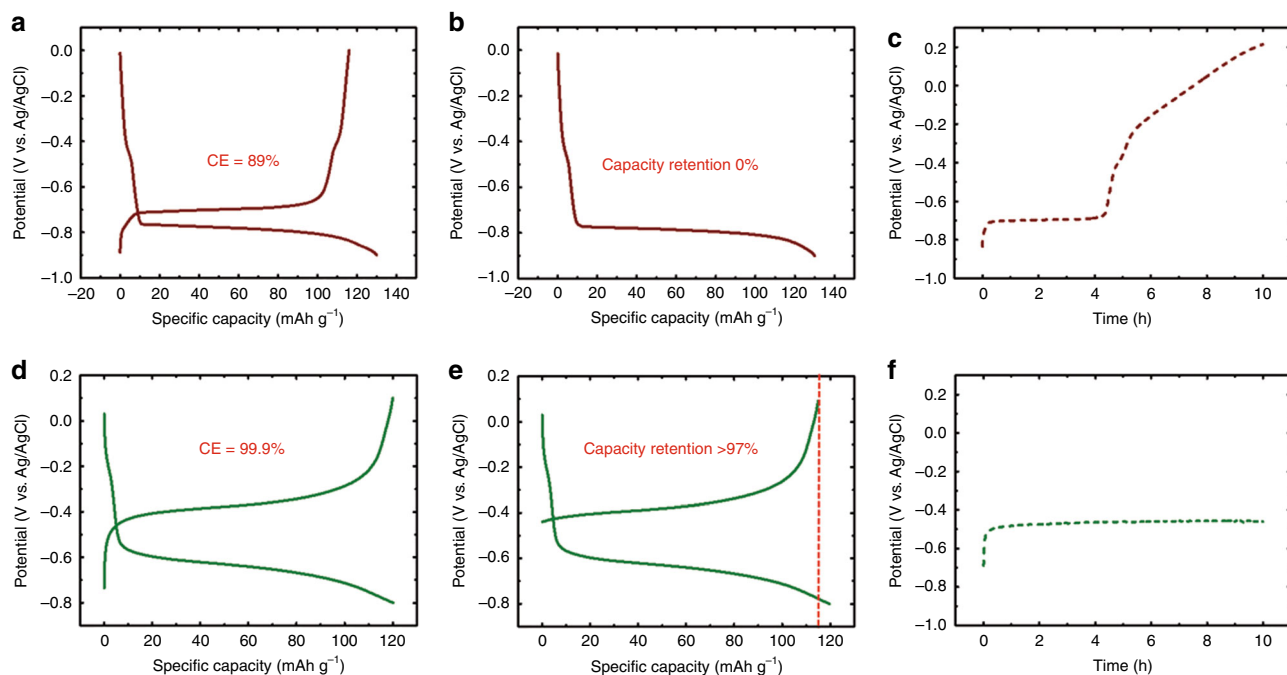 a
Potential (V vs. Ag/AgCl)
0.0
–0.2
–0.4
–0.6
–0.8
–1.0
CE = 89%
–20 0 20 40 60 80 100 120 140
Specific capacity (mAh g⁻¹)
b
Potential (V vs. Ag/AgCl)
0.0
–0.2
–0.4
–0.6
–0.8
–1.0
Capacity retention 0%
–20 0 20 40 60 80 100 120 140
Specific capacity (mAh g⁻¹)
c
Potential (V vs. Ag/AgCl)
0.2
0.0
–0.2
–0.4
–0.6
–0.8
–1.0
0 2 4 6 8 10
Time (h)
d
Potential (V vs. Ag/AgCl)
0.2
0.0
–0.2
–0.4
–0.6
–0.8
CE = 99.9%
0 20 40 60 80 100 120
Specific capacity (mAh g⁻¹)
e
Potential (V vs. Ag/AgCl)
0.2
0.0
–0.2
–0.4
–0.6
–0.8
Capacity retention >97%
0 20 40 60 80 100 120
Specific capacity (mAh g⁻¹)
f
Potential (V vs. Ag/AgCl)
0.2
0.0
–0.2
–0.4
–0.6
–0.8
–1.0
0 2 4 6 8 10
Time (h)